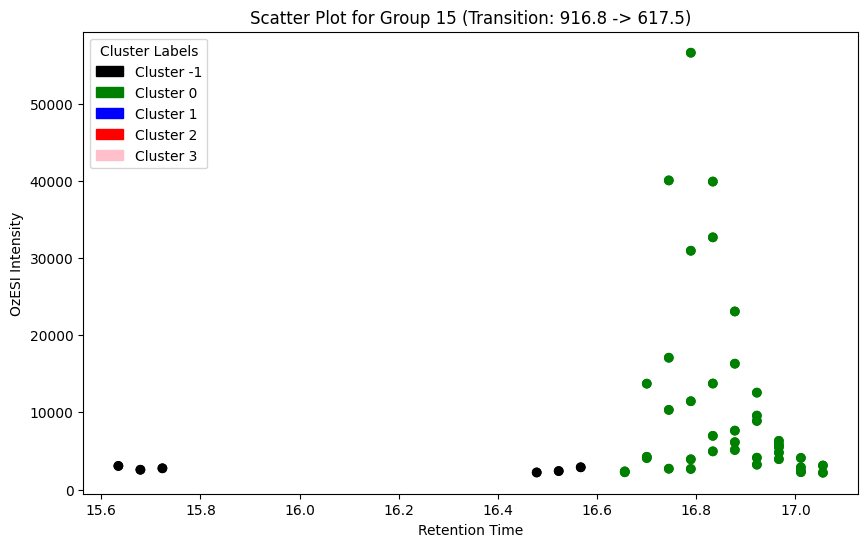 Scatter Plot for Group 15 (Transition: 916.8 -> 617.5)
Cluster Labels
Cluster -1
Cluster 0
Cluster 1
Cluster 2
Cluster 3
OzESI Intensity
50000
40000
30000
20000
10000
0
15.6 15.8 16.0 16.2 16.4 16.6 16.8 17.0
Retention Time